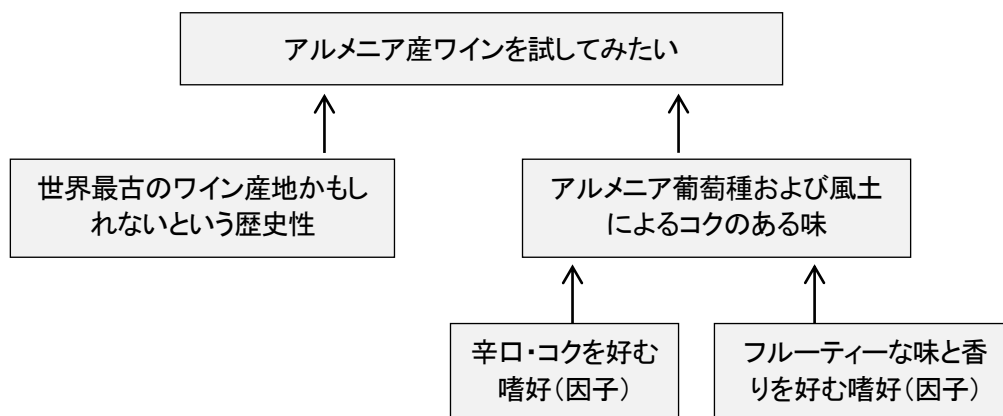 アルメニア産ワインを試してみたい
世界最古のワイン産地かもし
れないという歴史性
アルメニア葡萄種および風土
によるコクのある味
辛口・コクを好む
嗜好(因子)
フルーティーな味と香
りを好む嗜好(因子)